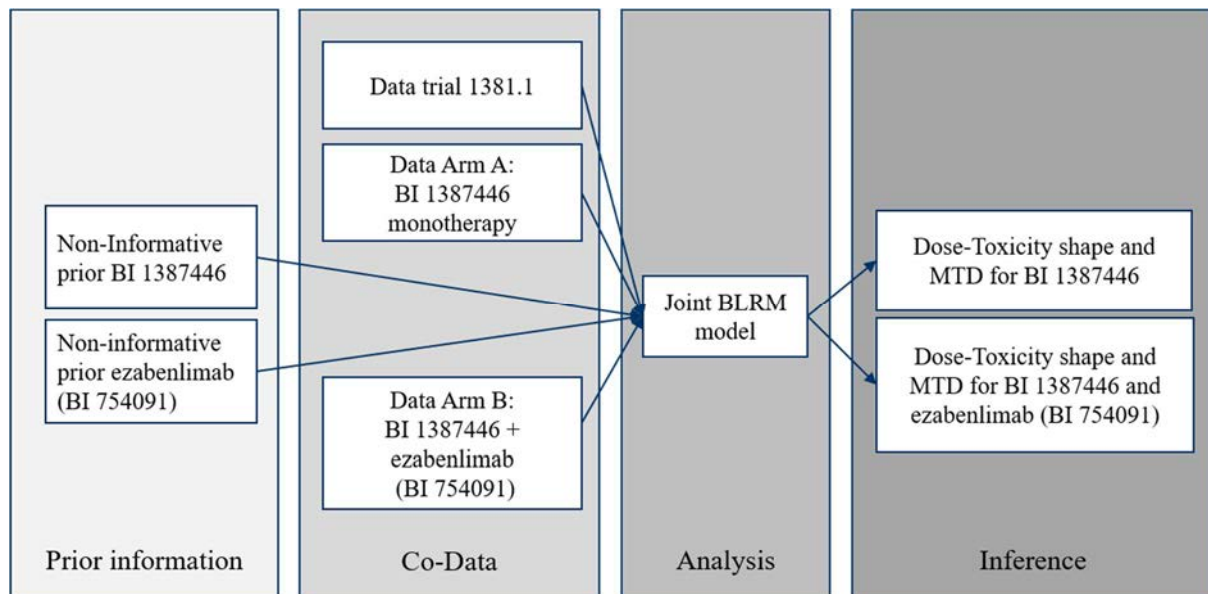 Non-Informative
prior BI 1387446
Non-informative
prior ezabenlimab
(BI 754091)
Prior information
Data trial 1381.1
Data Arm A:
BI 1387446
monotherapy
Data Arm B:
BI 1387446 +
ezabenlimab
(BI 754091)
Co-Data
Joint BLRM
model
Analysis
Dose-Toxicity shape and
MTD for BI 1387446
Dose-Toxicity shape and
MTD for BI 1387446 and
ezabenlimab (BI 754091)
Inference